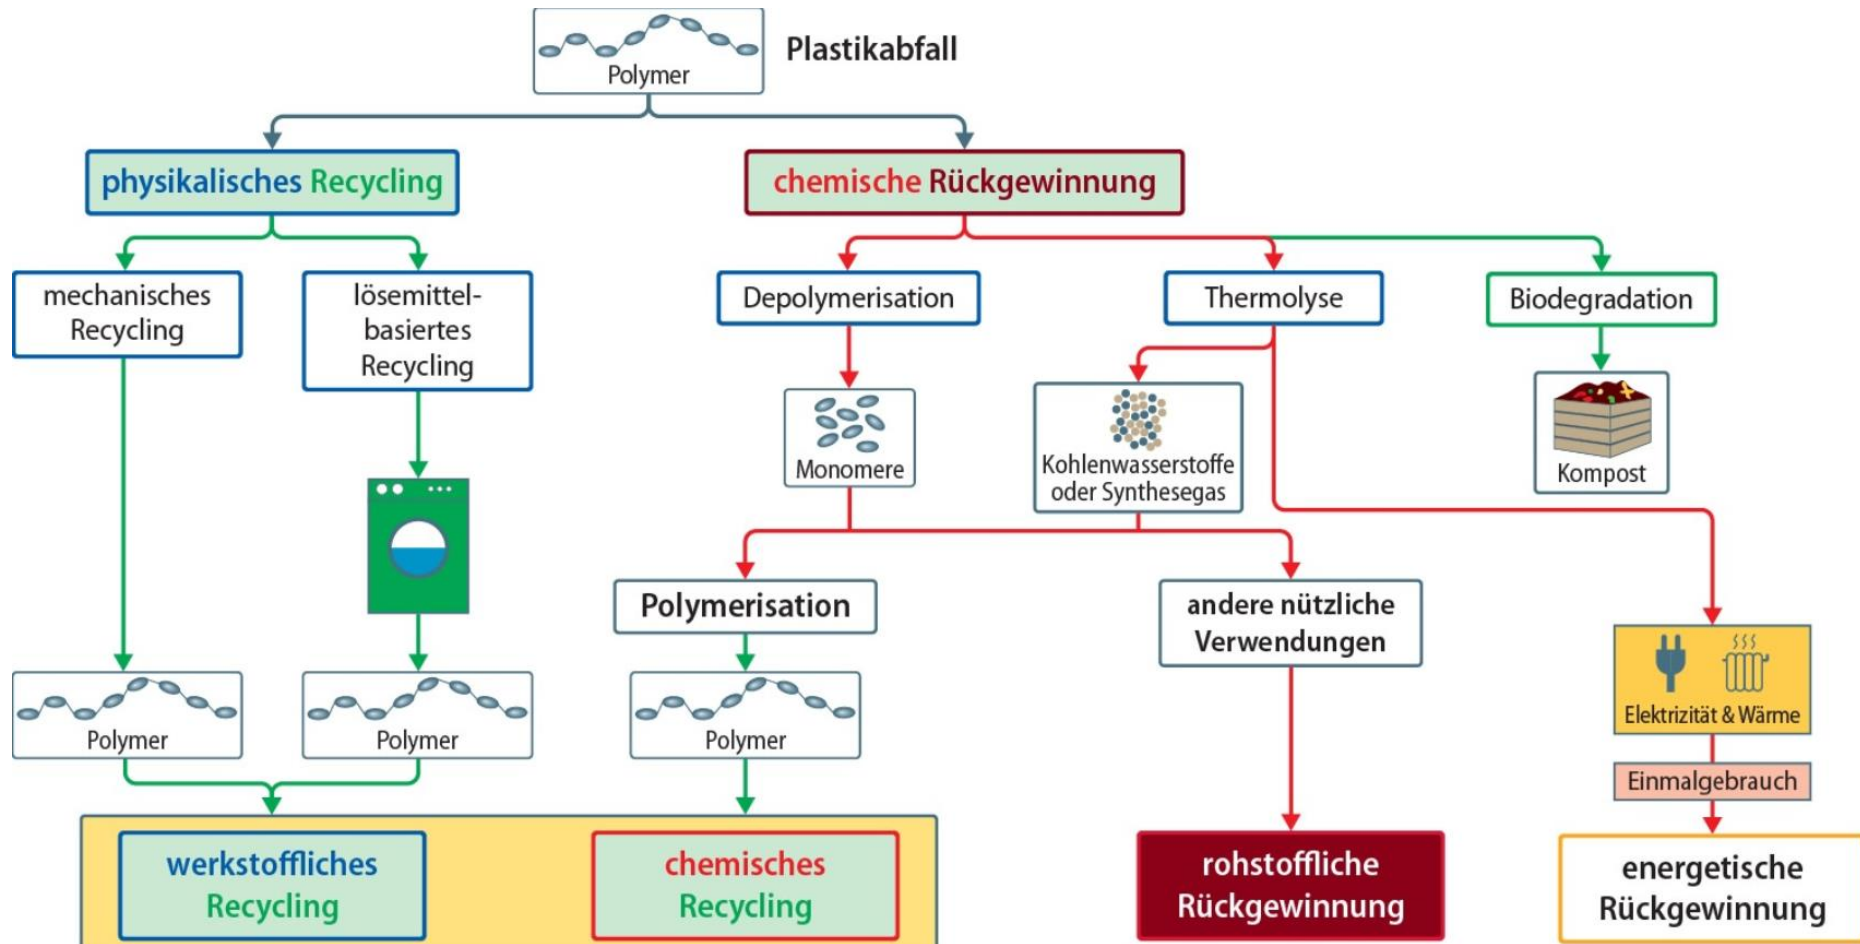 Polymer
Plastikabfall
physikalisches Recycling
chemische Rückgewinnung
mechanisches
Recycling
lösemittel-
basiertes
Recycling
Depolymerisation
Thermolyse
Biodegradation
Monomere
Kohlenwasserstoffe
oder Synthesegas
Kompost
Polymerisation
andere nützliche
Verwendungen
Elektrizität & Wärme
Polymer
Polymer
Polymer
Einmalgebrauch
werkstoffliches
Recycling
chemisches
Recycling
rohstoffliche
Rückgewinnung
energetische
Rückgewinnung